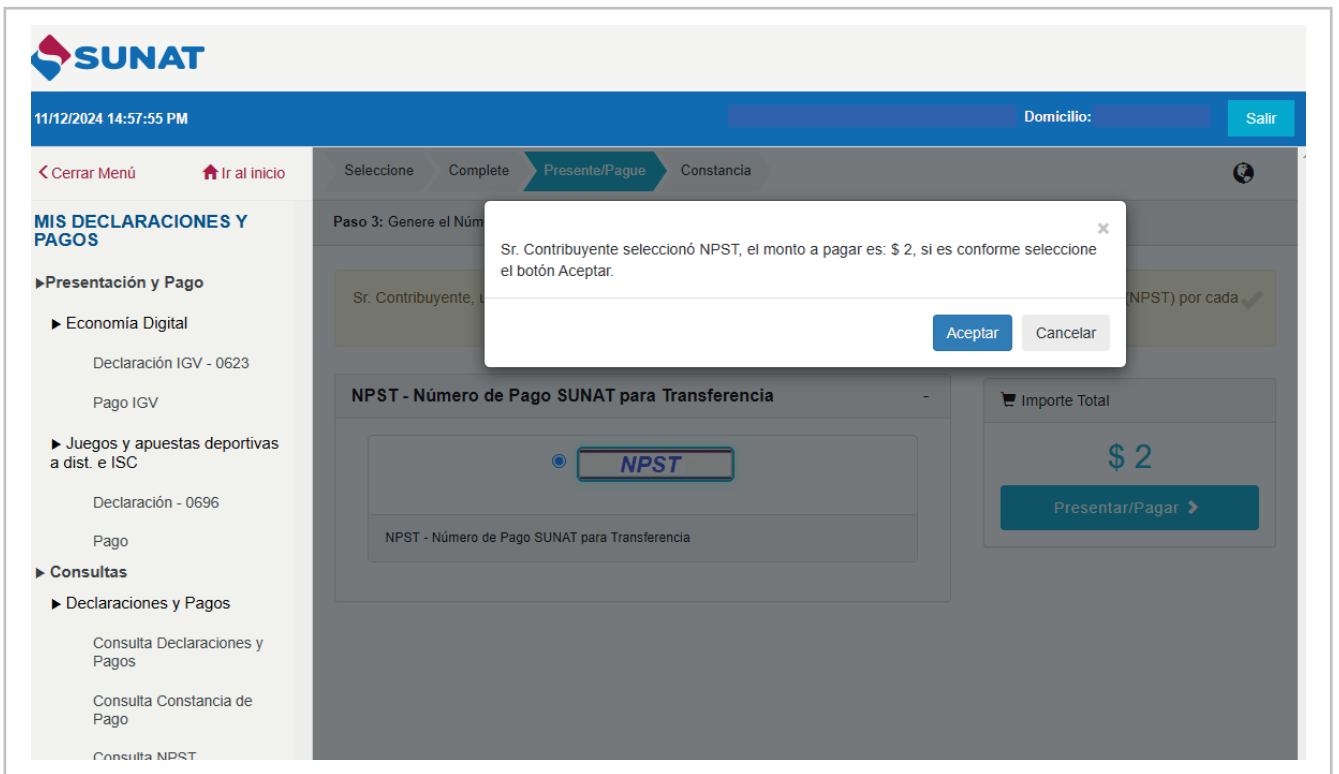 SUNAT
11/12/2024 14:57:55 PM
Domicilio:
Salir
Cerrar Menú
Ir al inicio
MIS DECLARACIONES Y
PAGOS
Presentación y Pago
Economía Digital
Declaración IGV - 0623
Pago IGV
Juegos y apuestas deportivas
a dist. e ISC
Declaración - 0696
Pago
Consultas
Declaraciones y Pagos
Consulta Declaraciones y
Pagos
Consulta Constancia de
Pago
Consulta NPST
Seleccione
Complete
Presente/Pague
Constancia
Paso 3: Genere el
Sr. Contribuyente,
(NPST) por cada
×
Sr. Contribuyente seleccionó NPST, el monto a pagar es: $ 2, si es conforme seleccione
el botón Aceptar.
Aceptar
Cancelar
NPST - Número de Pago SUNAT para Transferencia
-
NPST
NPST - Número de Pago SUNAT para Transferencia
Importe Total
$ 2
Presentar/Pagar